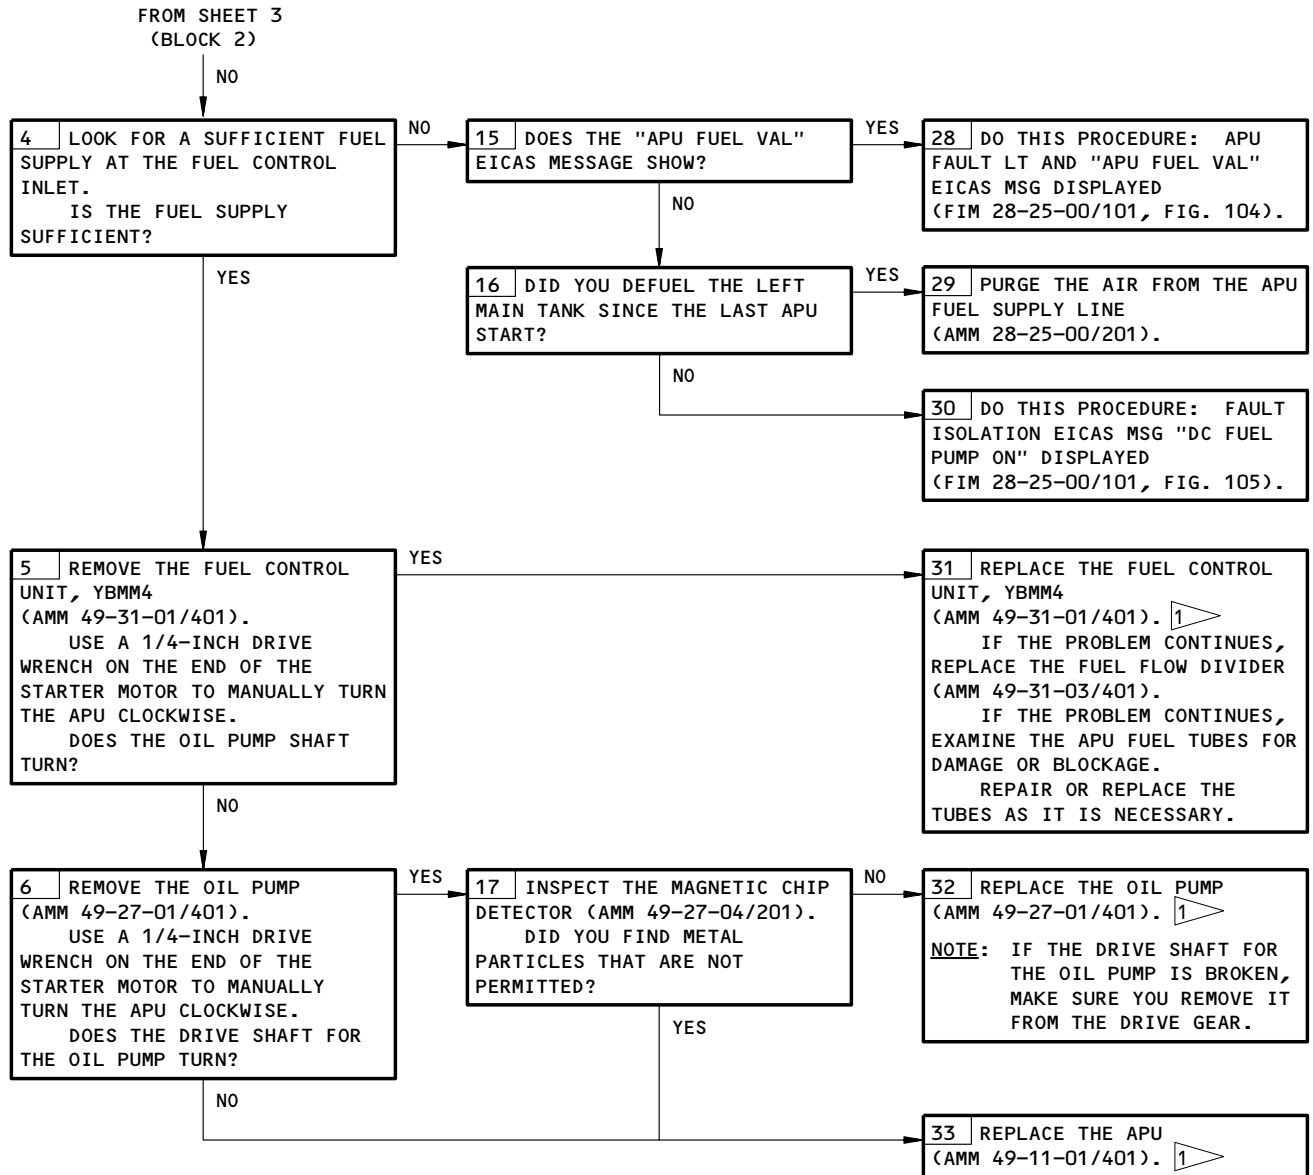 FROM SHEET 3
(BLOCK 2)
NO
4 LOOK FOR A SUFFICIENT FUEL
SUPPLY AT THE FUEL CONTROL
INLET.
IS THE FUEL SUPPLY
SUFFICIENT?
NO
15 DOES THE "APU FUEL VAL"
EICAS MESSAGE SHOW?
YES
28 DO THIS PROCEDURE: APU
FAULT LT AND "APU FUEL VAL"
EICAS MSG DISPLAYED
(FIM 28-25-00/101, FIG. 104).
NO
YES
16 DID YOU DEFUEL THE LEFT
MAIN TANK SINCE THE LAST APU
START?
YES
29 PURGE THE AIR FROM THE APU
FUEL SUPPLY LINE
(AMM 28-25-00/201).
NO
30 DO THIS PROCEDURE: FAULT
ISOLATION EICAS MSG "DC FUEL
PUMP ON" DISPLAYED
(FIM 28-25-00/101, FIG. 105).
5 REMOVE THE FUEL CONTROL
UNIT, YBMM4
(AMM 49-31-01/401).
USE A 1/4-INCH DRIVE
WRENCH ON THE END OF THE
STARTER MOTOR TO MANUALLY TURN
THE APU CLOCKWISE.
DOES THE OIL PUMP SHAFT
TURN?
YES
31 REPLACE THE FUEL CONTROL
UNIT, YBMM4
(AMM 49-31-01/401). 1
IF THE PROBLEM CONTINUES,
REPLACE THE FUEL FLOW DIVIDER
(AMM 49-31-03/401).
IF THE PROBLEM CONTINUES,
EXAMINE THE APU FUEL TUBES FOR
DAMAGE OR BLOCKAGE.
REPAIR OR REPLACE THE
TUBES AS IT IS NECESSARY.
NO
6 REMOVE THE OIL PUMP
(AMM 49-27-01/401).
USE A 1/4-INCH DRIVE
WRENCH ON THE END OF THE
STARTER MOTOR TO MANUALLY
TURN THE APU CLOCKWISE.
DOES THE DRIVE SHAFT FOR
THE OIL PUMP TURN?
YES
17 INSPECT THE MAGNETIC CHIP
DETECTOR (AMM 49-27-04/201).
DID YOU FIND METAL
PARTICLES THAT ARE NOT
PERMITTED?
NO
32 REPLACE THE OIL PUMP
(AMM 49-27-01/401). 1
NOTE: IF THE DRIVE SHAFT FOR
THE OIL PUMP IS BROKEN,
MAKE SURE YOU REMOVE IT
FROM THE DRIVE GEAR.
YES
NO
33 REPLACE THE APU
(AMM 49-11-01/401). 1